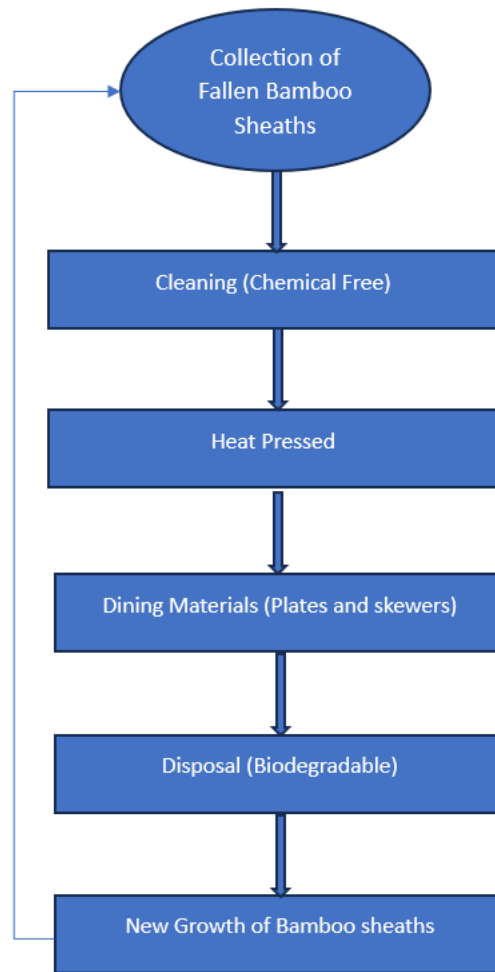 Collection of
Fallen Bamboo
Sheaths
Cleaning (Chemical Free)
Heat Pressed
Dining Materials (Plates and skewers)
Disposal (Biodegradable)
New Growth of Bamboo sheaths